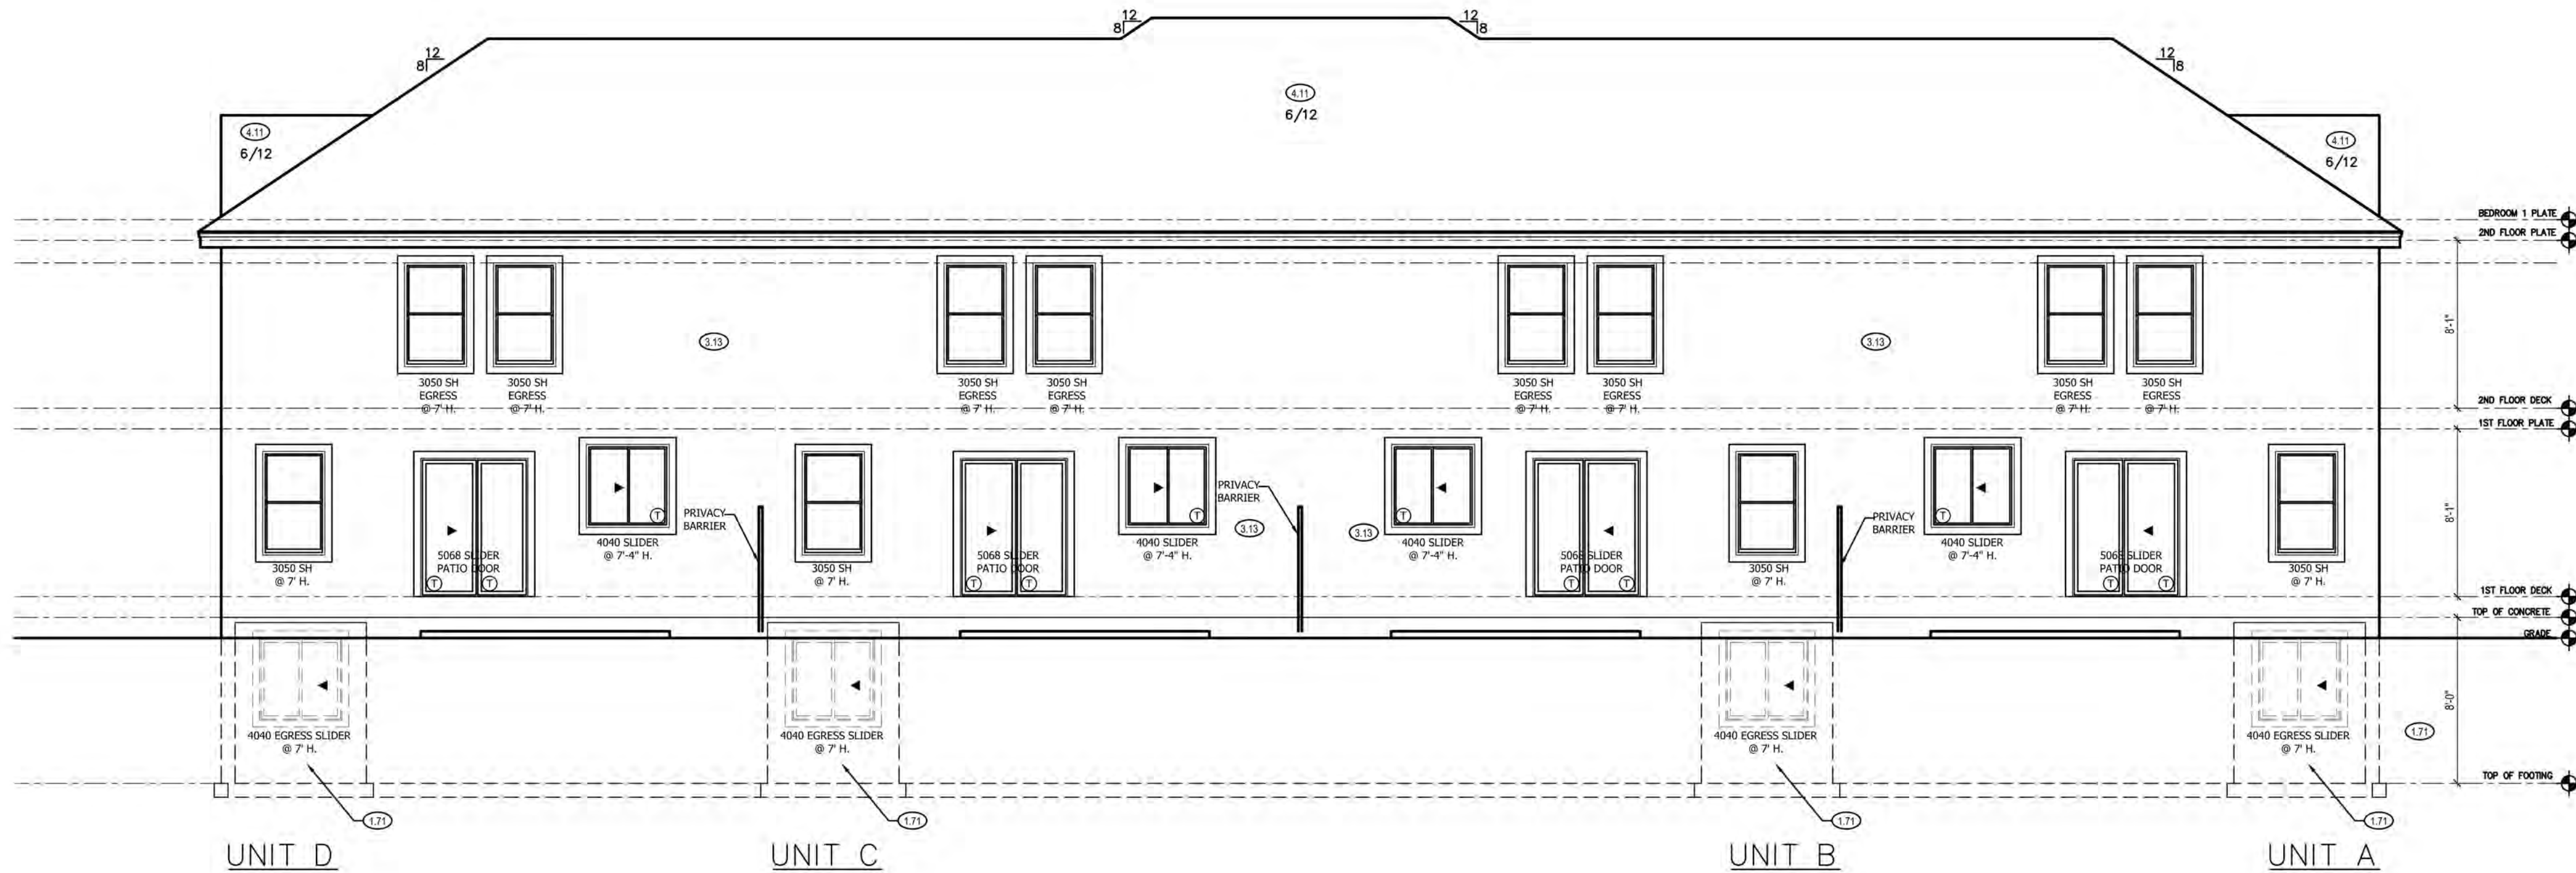 12
8
12
8
12
8
12
8
4.11
6/12
4.11
6/12
4.11
6/12
BEDROOM 1 PLATE
2ND FLOOR PLATE
3.13
3.13
8'-1"
3050 SH
EGRESS
@ 7' H.
3050 SH
EGRESS
@ 7' H.
3050 SH
EGRESS
@ 7' H.
3050 SH
EGRESS
@ 7' H.
3050 SH
EGRESS
@ 7' H.
3050 SH
EGRESS
@ 7' H.
3050 SH
EGRESS
@ 7' H.
3050 SH
EGRESS
@ 7' H.
2ND FLOOR DECK
1ST FLOOR PLATE
3050 SH
@ 7' H.
5068 SLIDER
PATIO DOOR
T
T
T
4040 SLIDER
@ 7'-4" H.
PRIVACY
BARRIER
3050 SH
@ 7' H.
5068 SLIDER
PATIO DOOR
T
T
T
4040 SLIDER
@ 7'-4" H.
PRIVACY
BARRIER
3.13
3.13
T
4040 SLIDER
@ 7'-4" H.
5068 SLIDER
PATIO DOOR
T
T
3050 SH
@ 7' H.
PRIVACY
BARRIER
T
4040 SLIDER
@ 7'-4" H.
5068 SLIDER
PATIO DOOR
T
T
3050 SH
@ 7' H.
8'-1"
1ST FLOOR DECK
TOP OF CONCRETE
GRADE
4040 EGRESS SLIDER
@ 7' H.
4040 EGRESS SLIDER
@ 7' H.
4040 EGRESS SLIDER
@ 7' H.
4040 EGRESS SLIDER
@ 7' H.
8'-0"
1.71
TOP OF FOOTING
1.71
1.71
1.71
1.71
UNIT D
UNIT C
UNIT B
UNIT A